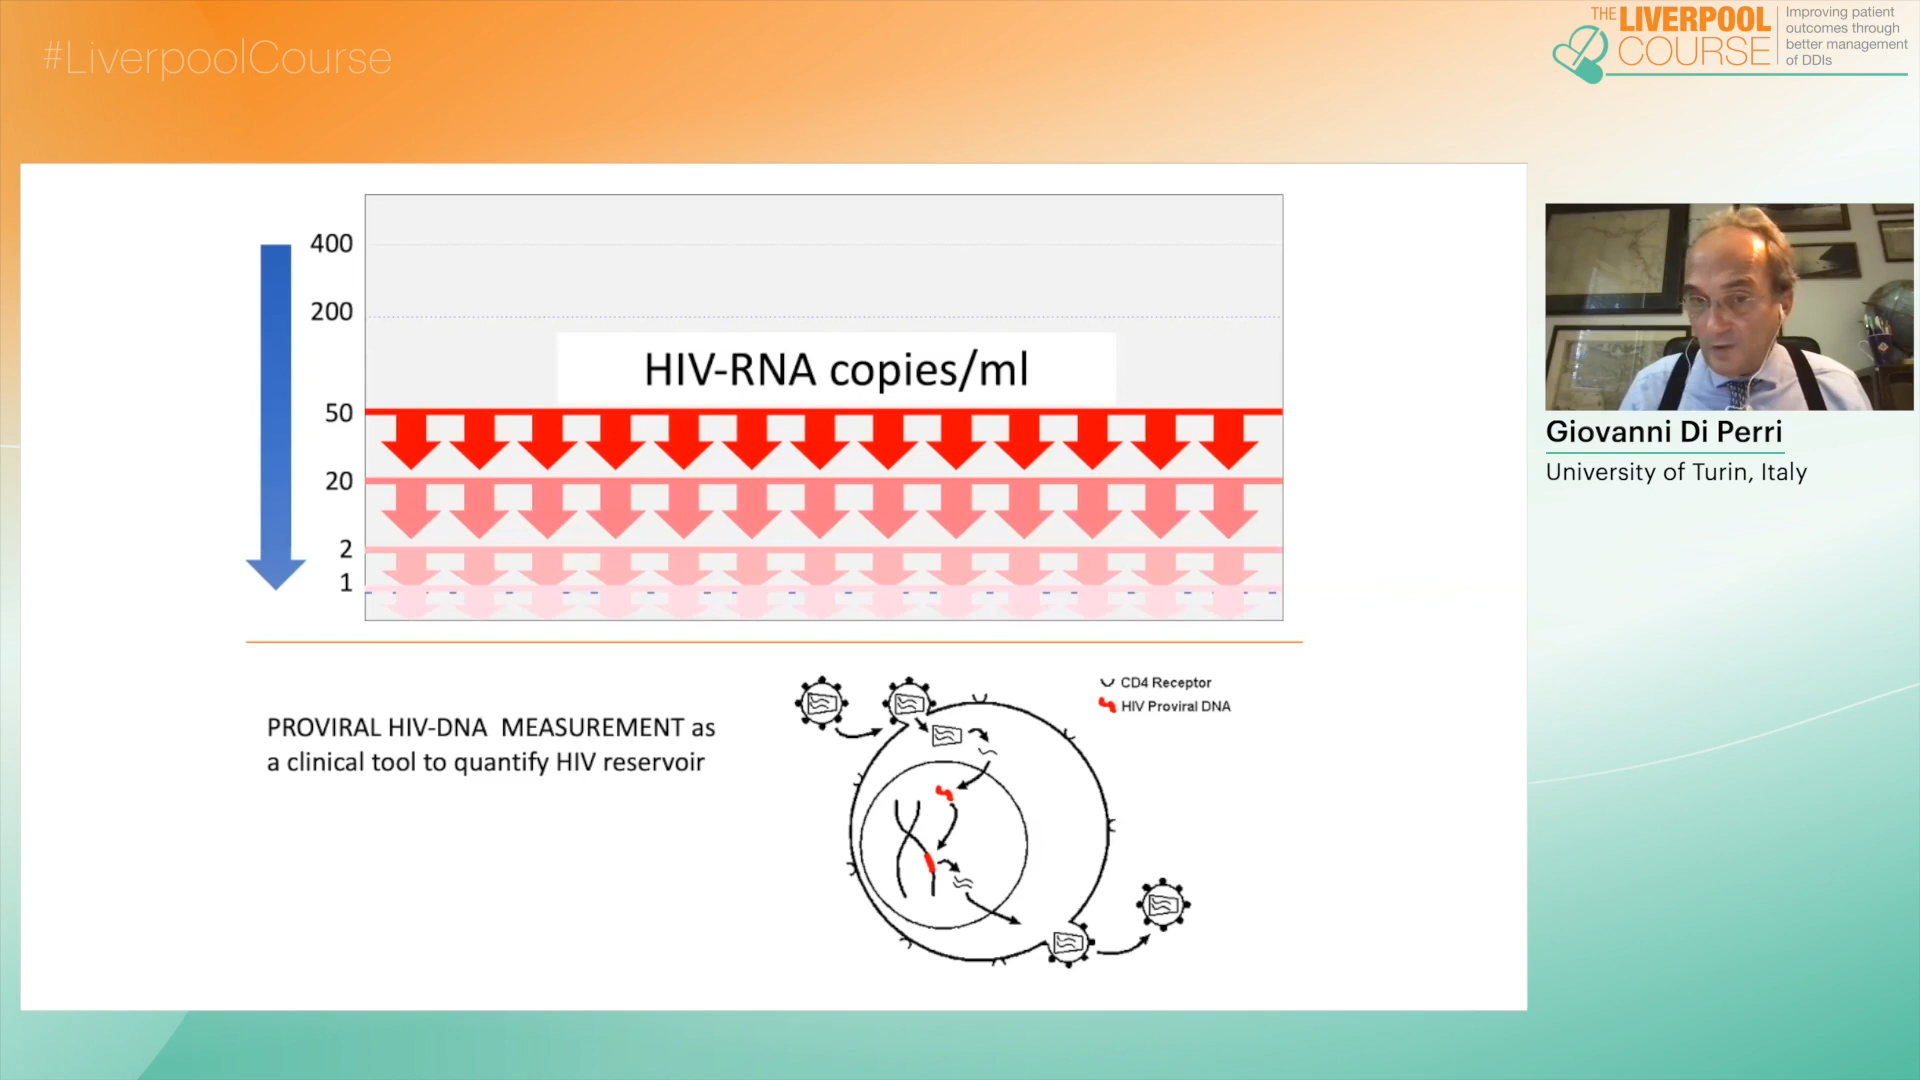 #LiverpoolCourse
THE LIVERPOOL
COURSE
Improving patient
outcomes through
better management
of DDIs
400
200
HIV-RNA copies/ml
50
20
2
1
PROVIRAL HIV-DNA MEASUREMENT as
a clinical tool to quantify HIV reservoir
CD4 Receptor
HIV Proviral DNA
Giovanni Di Perri
University of Turin, Italy